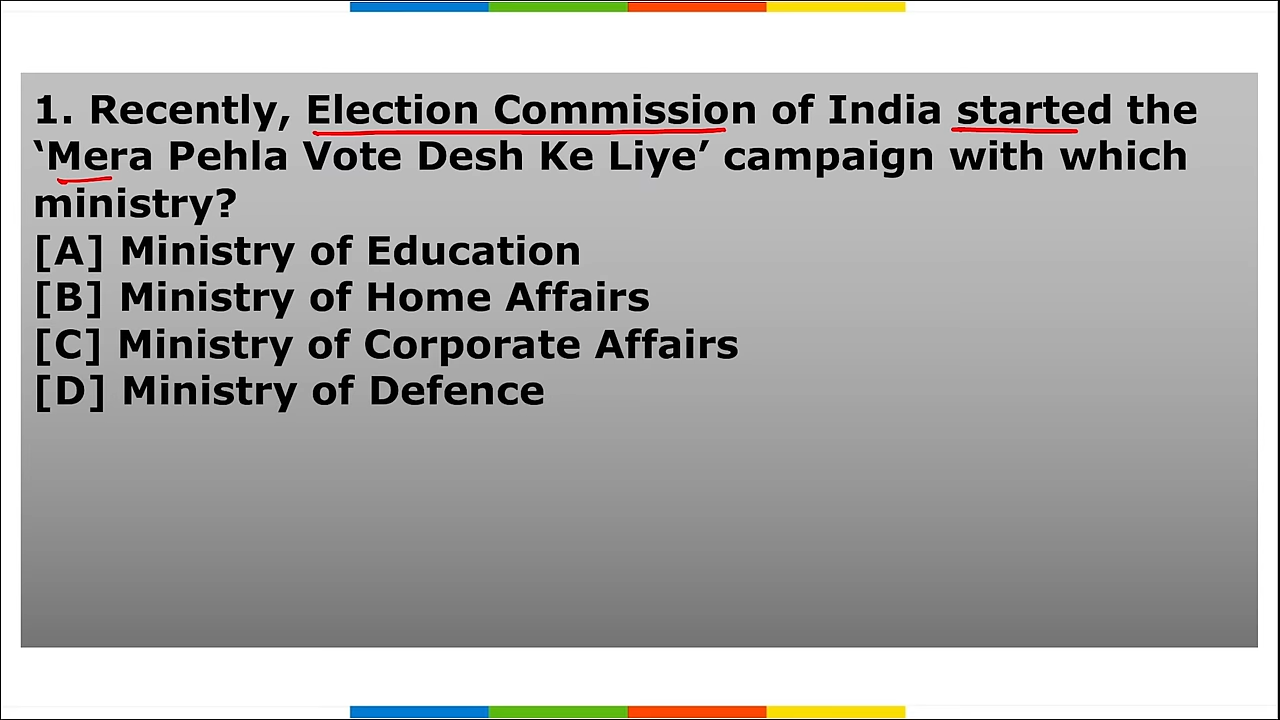 1. Recently, Election Commission of India started the
‘Mera Pehla Vote Desh Ke Liye’ campaign with which
ministry?
[A] Ministry of Education
[B] Ministry of Home Affairs
[C] Ministry of Corporate Affairs
[D] Ministry of Defence